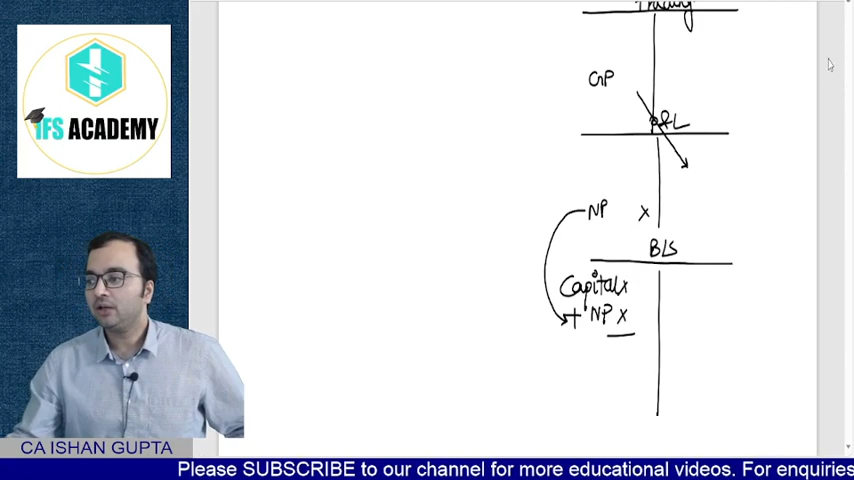 Trading
GP
P&L
NP X
B/S
Capital x
+ NP x
IFS ACADEMY
CA ISHAN GUPTA
Please SUBSCRIBE to our channel for more educational videos. For enquiries